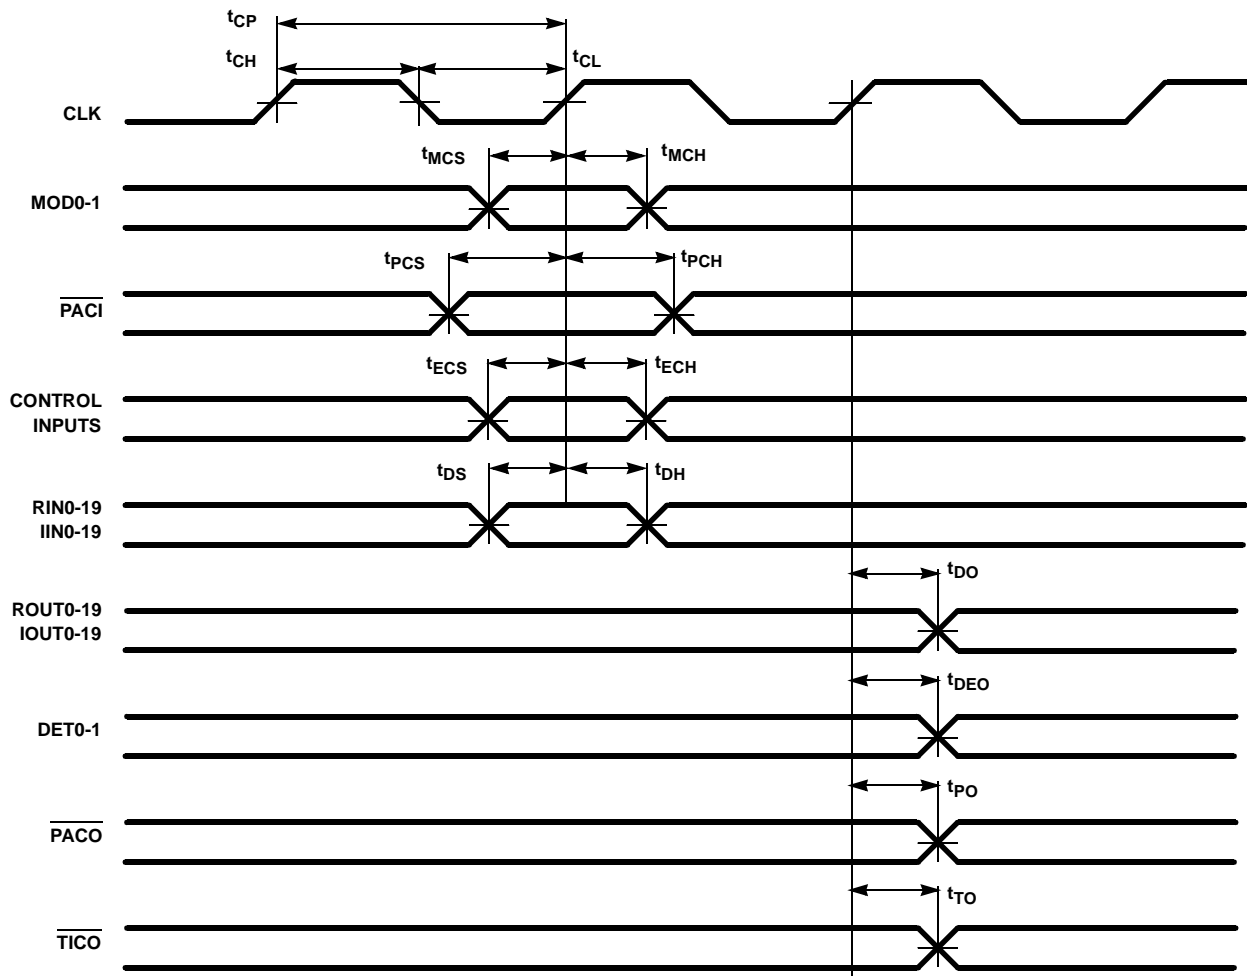 tCP
tCH
tCL
CLK
tMCS
tMCH
MOD0-1
tPCS
tPCH
PACI
tECS
tECH
CONTROL
INPUTS
tDS
tDH
RIN0-19
IIN0-19
tDO
ROUT0-19
IOUT0-19
tDEO
DET0-1
tPO
PACO
tTO
TICO